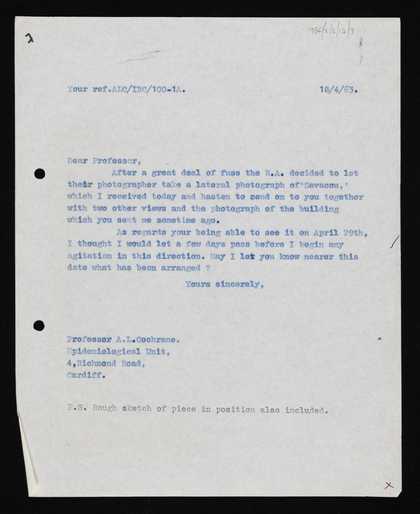 Your ref.ALC/IBC/100-1A. 18/4/63.
Dear Professor,
After a great deal of fuss the R.A. decided to let
their photographer take a lateral photograph of'Savacou,'
which I received today and hasten to send on to you together
with two other views and the photograph of the building
which you sent me sometime ago.
As regards your being able to see it on April 29th,
I thought I would let a few days pass before I begin any
agitation in this direction. May I let you know nearer this
date what has been arranged ?
Yours sincerely,
Professor A.L.Cochrane.
Epidemiological Unit,
4,Richmond Road,
Cardiff.
P.S. Rough sketch of piece in position also included.
x